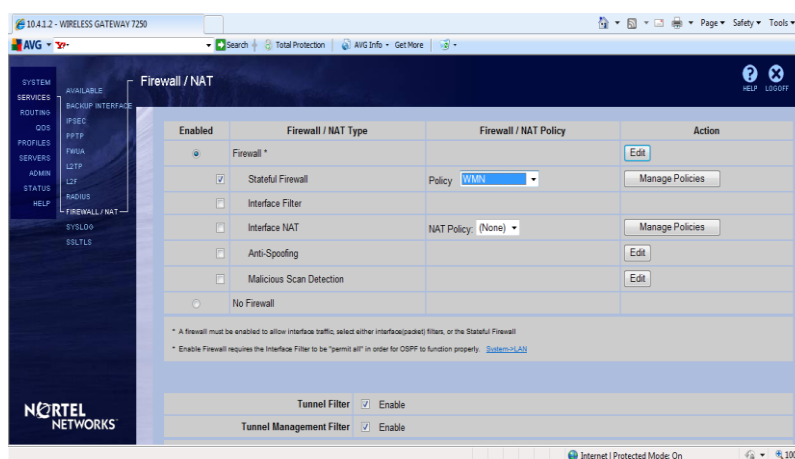 10.4.1.2 - WIRELESS GATEWAY 7250
Page Safety Tools
AVG Y! Search Total Protection AVG Info Get More
SYSTEM
SERVICES
ROUTING
QOS
PROFILES
SERVERS
ADMIN
STATUS
HELP
AVAILABLE
BACKUP INTERFACE
IPSEC
PPTP
FWUA
L2TP
L2F
RADIUS
FIREWALL / NAT
SYSLOG
SSLTLS
Firewall / NAT
HELP LOGOFF
Enabled Firewall / NAT Type Firewall / NAT Policy Action
Firewall * Edit
Stateful Firewall Policy WMN Manage Policies
Interface Filter
Interface NAT NAT Policy: (None) Manage Policies
Anti-Spoofing Edit
Malicious Scan Detection Edit
No Firewall
* A firewall must be enabled to allow interface traffic, select either interface(packet) filters, or the Stateful Firewall
* Enable Firewall requires the Interface Filter to be "permit all" in order for OSPF to function properly. System->LAN
Tunnel Filter Enable
Tunnel Management Filter Enable
NORTEL
NETWORKS
Internet | Protected Mode: On 100